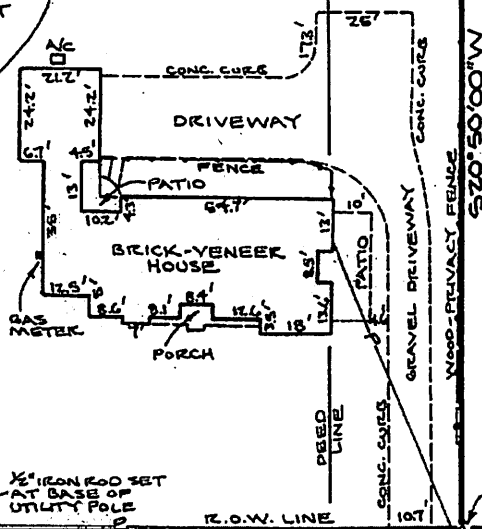 26'
A/C
21.2'
17.3'
CONC. CURB
CONC. CURB
S20°50'00"W
24.2'
24.2'
DRIVEWAY
6.7'
4.5'
FENCE
13'
PATIO
10.2'
4.3'
64.7'
10'
13'
36'
BRICK-VENEER
HOUSE
8.5'
PATIO
GRAVEL DRIVEWAY
WOOD-PRIVACY FENCE
12.5'
8.6'
8.1'
8.4'
12.6'
3.5'
18'
13.6'
GAS
METER
PORCH
DEED
LINE
CONC. CURB
1/2" IRON ROD SET
AT BASE OF
UTILITY POLE
R.O.W. LINE
10.7'